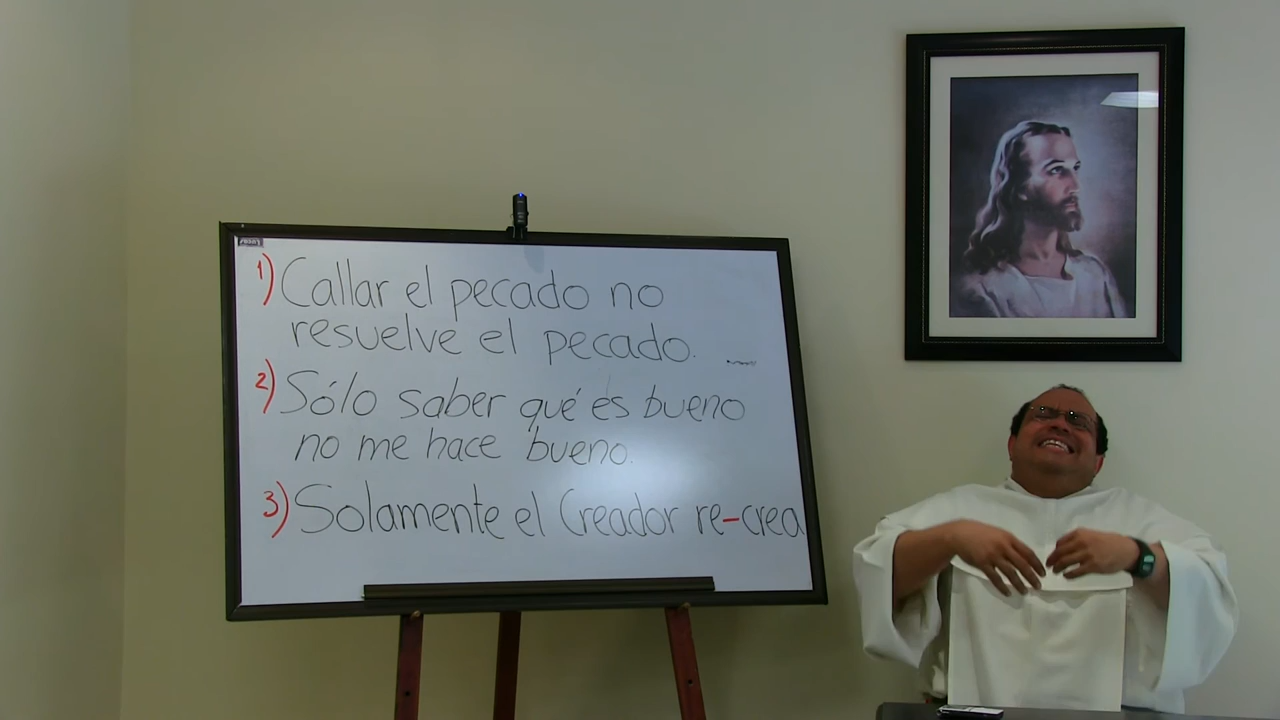 1) Callar el pecado no
resuelve el pecado.
2) Sólo saber qué es bueno
no me hace bueno.
3) Solamente el Creador re-crea